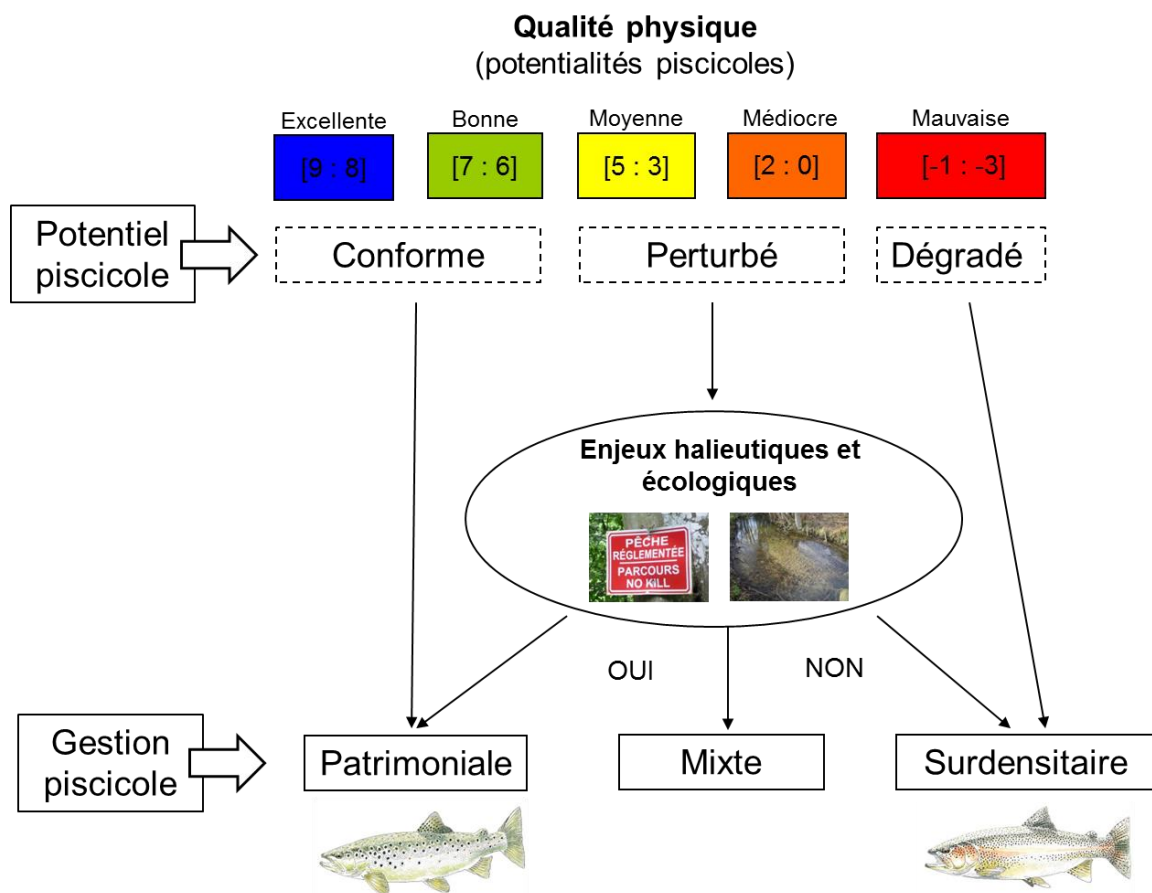 Qualité physique
(potentialités piscicoles)
Excellente
Bonne
Moyenne
Médiocre
Mauvaise
[9 : 8]
[7 : 6]
[5 : 3]
[2 : 0]
[-1 : -3]
Potentiel
piscicole
Conforme
Perturbé
Dégradé
Enjeux halieutiques et
écologiques
PÊCHE
RÉGLEMENTÉE
PARCOURS
NO KILL
OUI
NON
Gestion
piscicole
Patrimoniale
Mixte
Surdensitaire